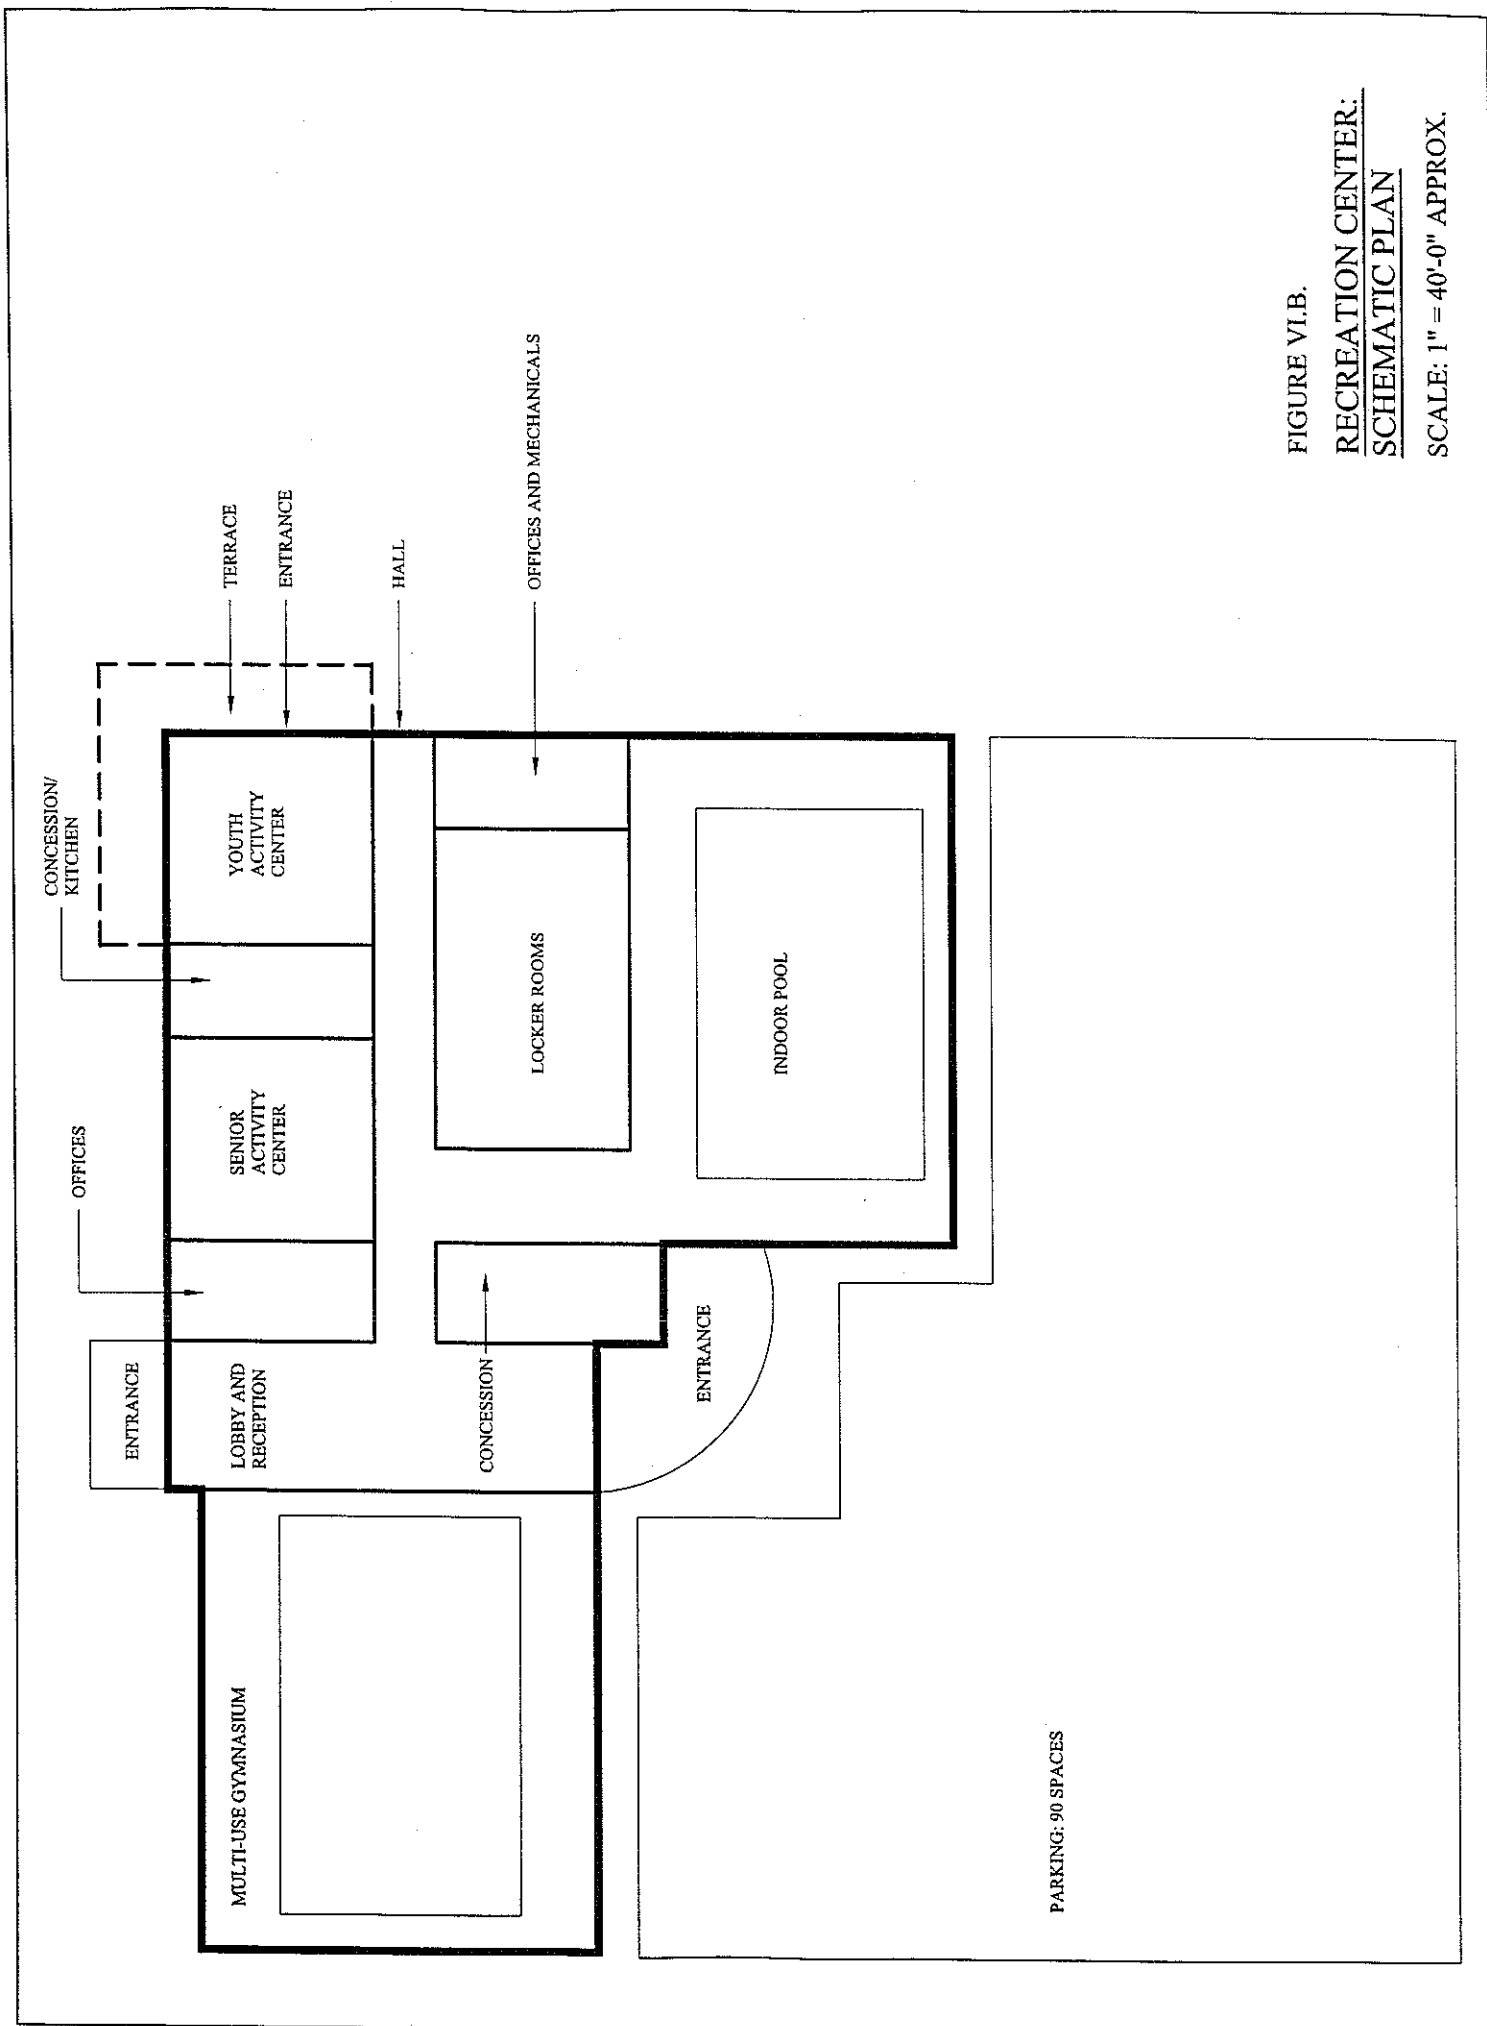 OFFICES
CONCESSION/
KITCHEN
ENTRANCE
TERRACE
ENTRANCE
HALL
OFFICES AND MECHANICALS
MULTI-USE GYMNASIUM
LOBBY AND
RECEPTION
SENIOR
ACTIVITY
CENTER
YOUTH
ACTIVITY
CENTER
CONCESSION
LOCKER ROOMS
ENTRANCE
INDOOR POOL
PARKING: 90 SPACES
FIGURE VI.B.
RECREATION CENTER:
SCHEMATIC PLAN
SCALE: 1" = 40'-0" APPROX.